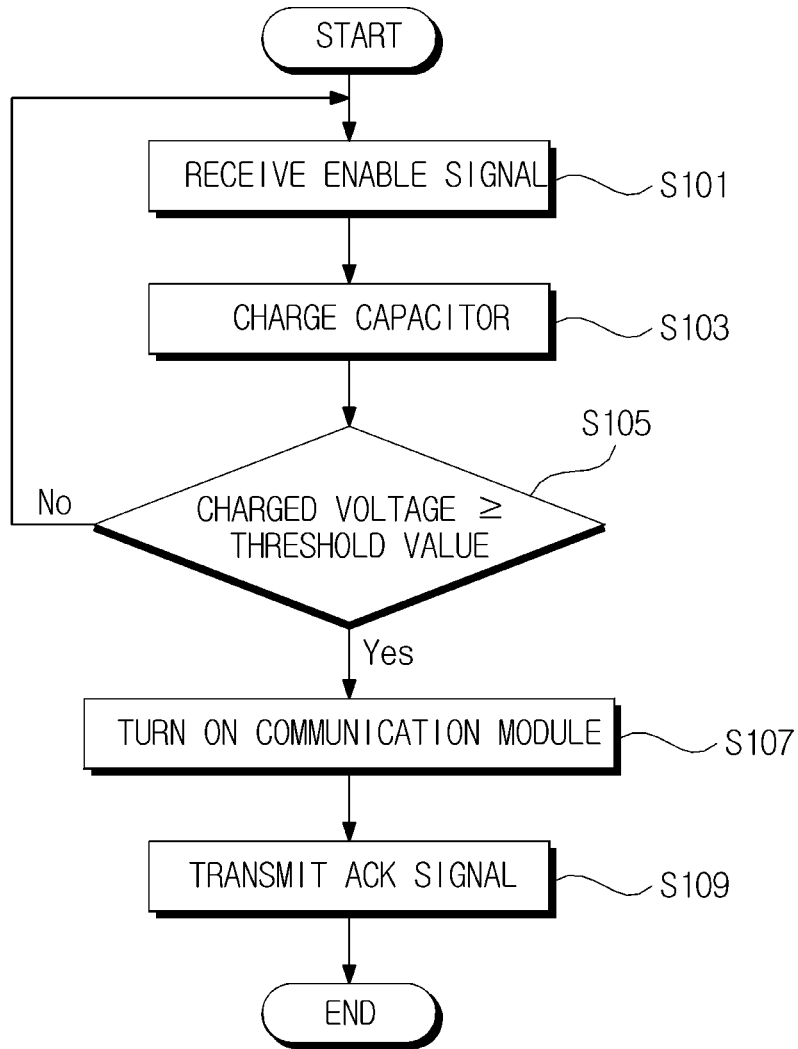 START
RECEIVE ENABLE SIGNAL
S101
CHARGE CAPACITOR
S103
S105
CHARGED VOLTAGE ≥
THRESHOLD VALUE
No
Yes
TURN ON COMMUNICATION MODULE
S107
TRANSMIT ACK SIGNAL
S109
END